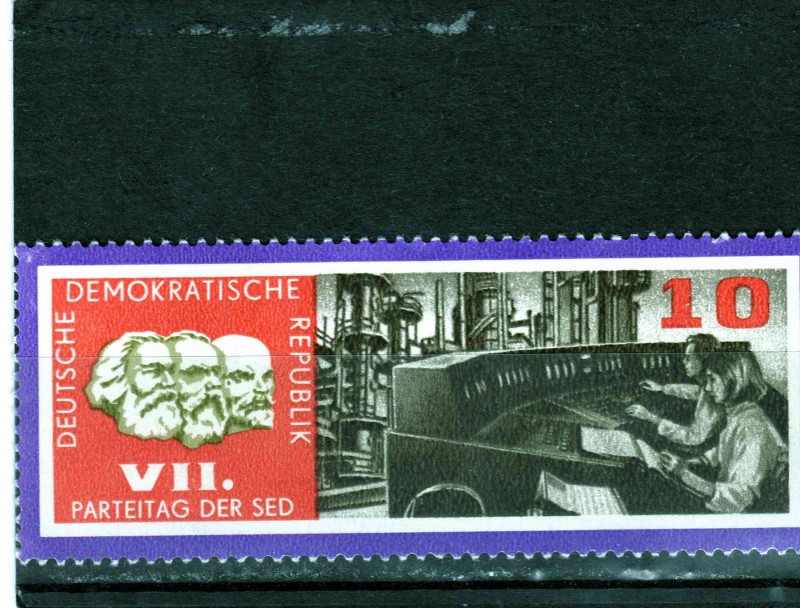 DEUTSCHE
DEMOKRATISCHE
REPUBLIK
VII.
PARTEITAG DER SED
10